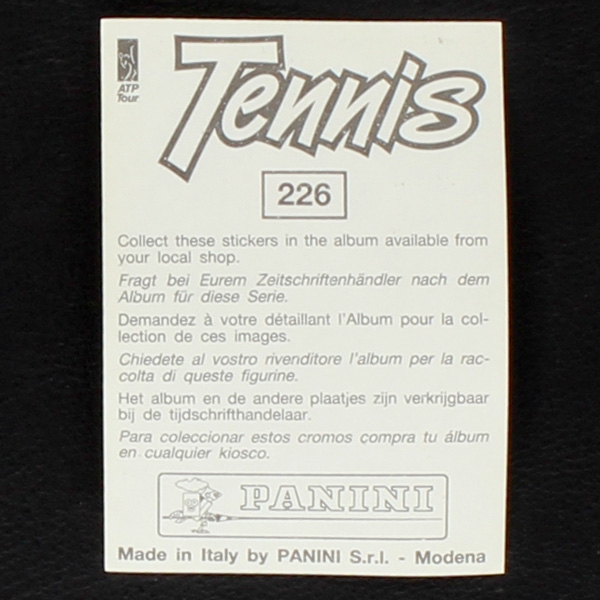 ATP
Tour
Tennis
226
Collect these stickers in the album available from
your local shop.
Fragt bei Eurem Zeitschriftenhändler nach dem
Album für diese Serie.
Demandez à votre détaillant l'Album pour la col-
lection de ces images.
Chiedete al vostro rivenditore l'album per la rac-
colta di queste figurine.
Het album en de andere plaatjes zijn verkrijgbaar
bij de tijdschrifthandelaar.
Para coleccionar estos cromos compra tu álbum
en cualquier kiosco.
PANINI
Made in Italy by PANINI S.r.l. - Modena